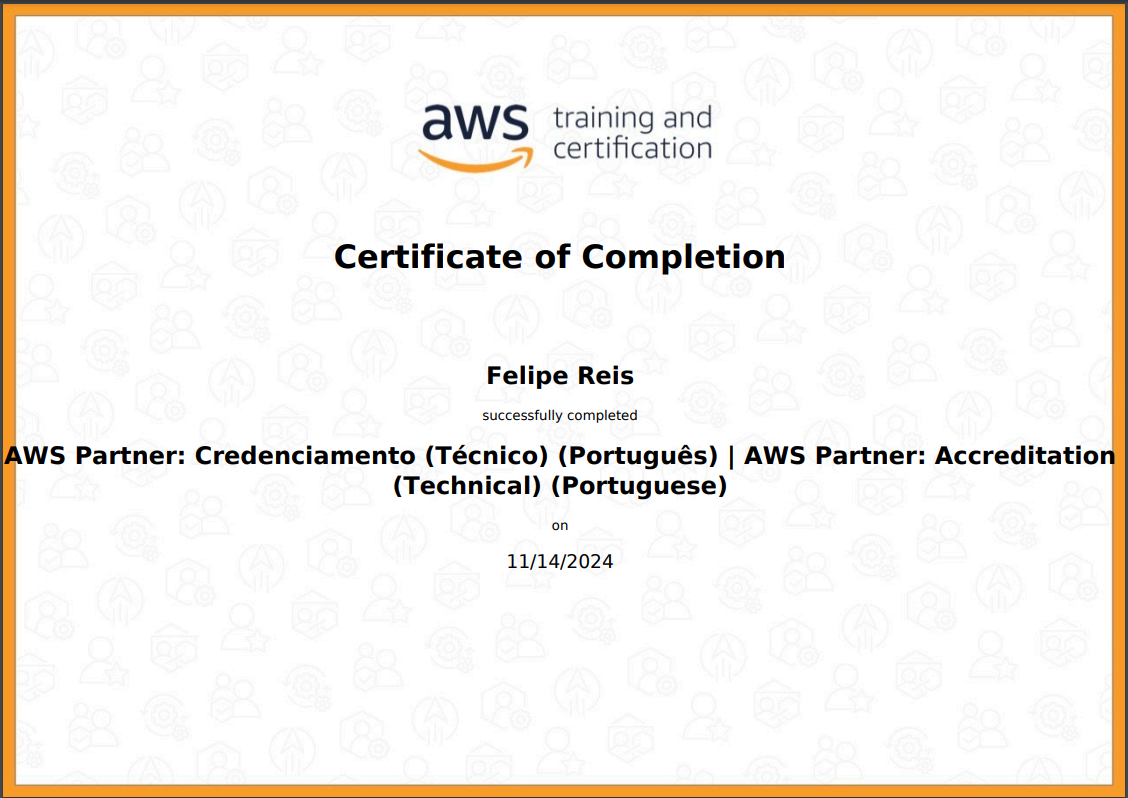 aws training and
certification
Certificate of Completion
Felipe Reis
successfully completed
AWS Partner: Credenciamento (Técnico) (Português) | AWS Partner: Accreditation
(Technical) (Portuguese)
on
11/14/2024